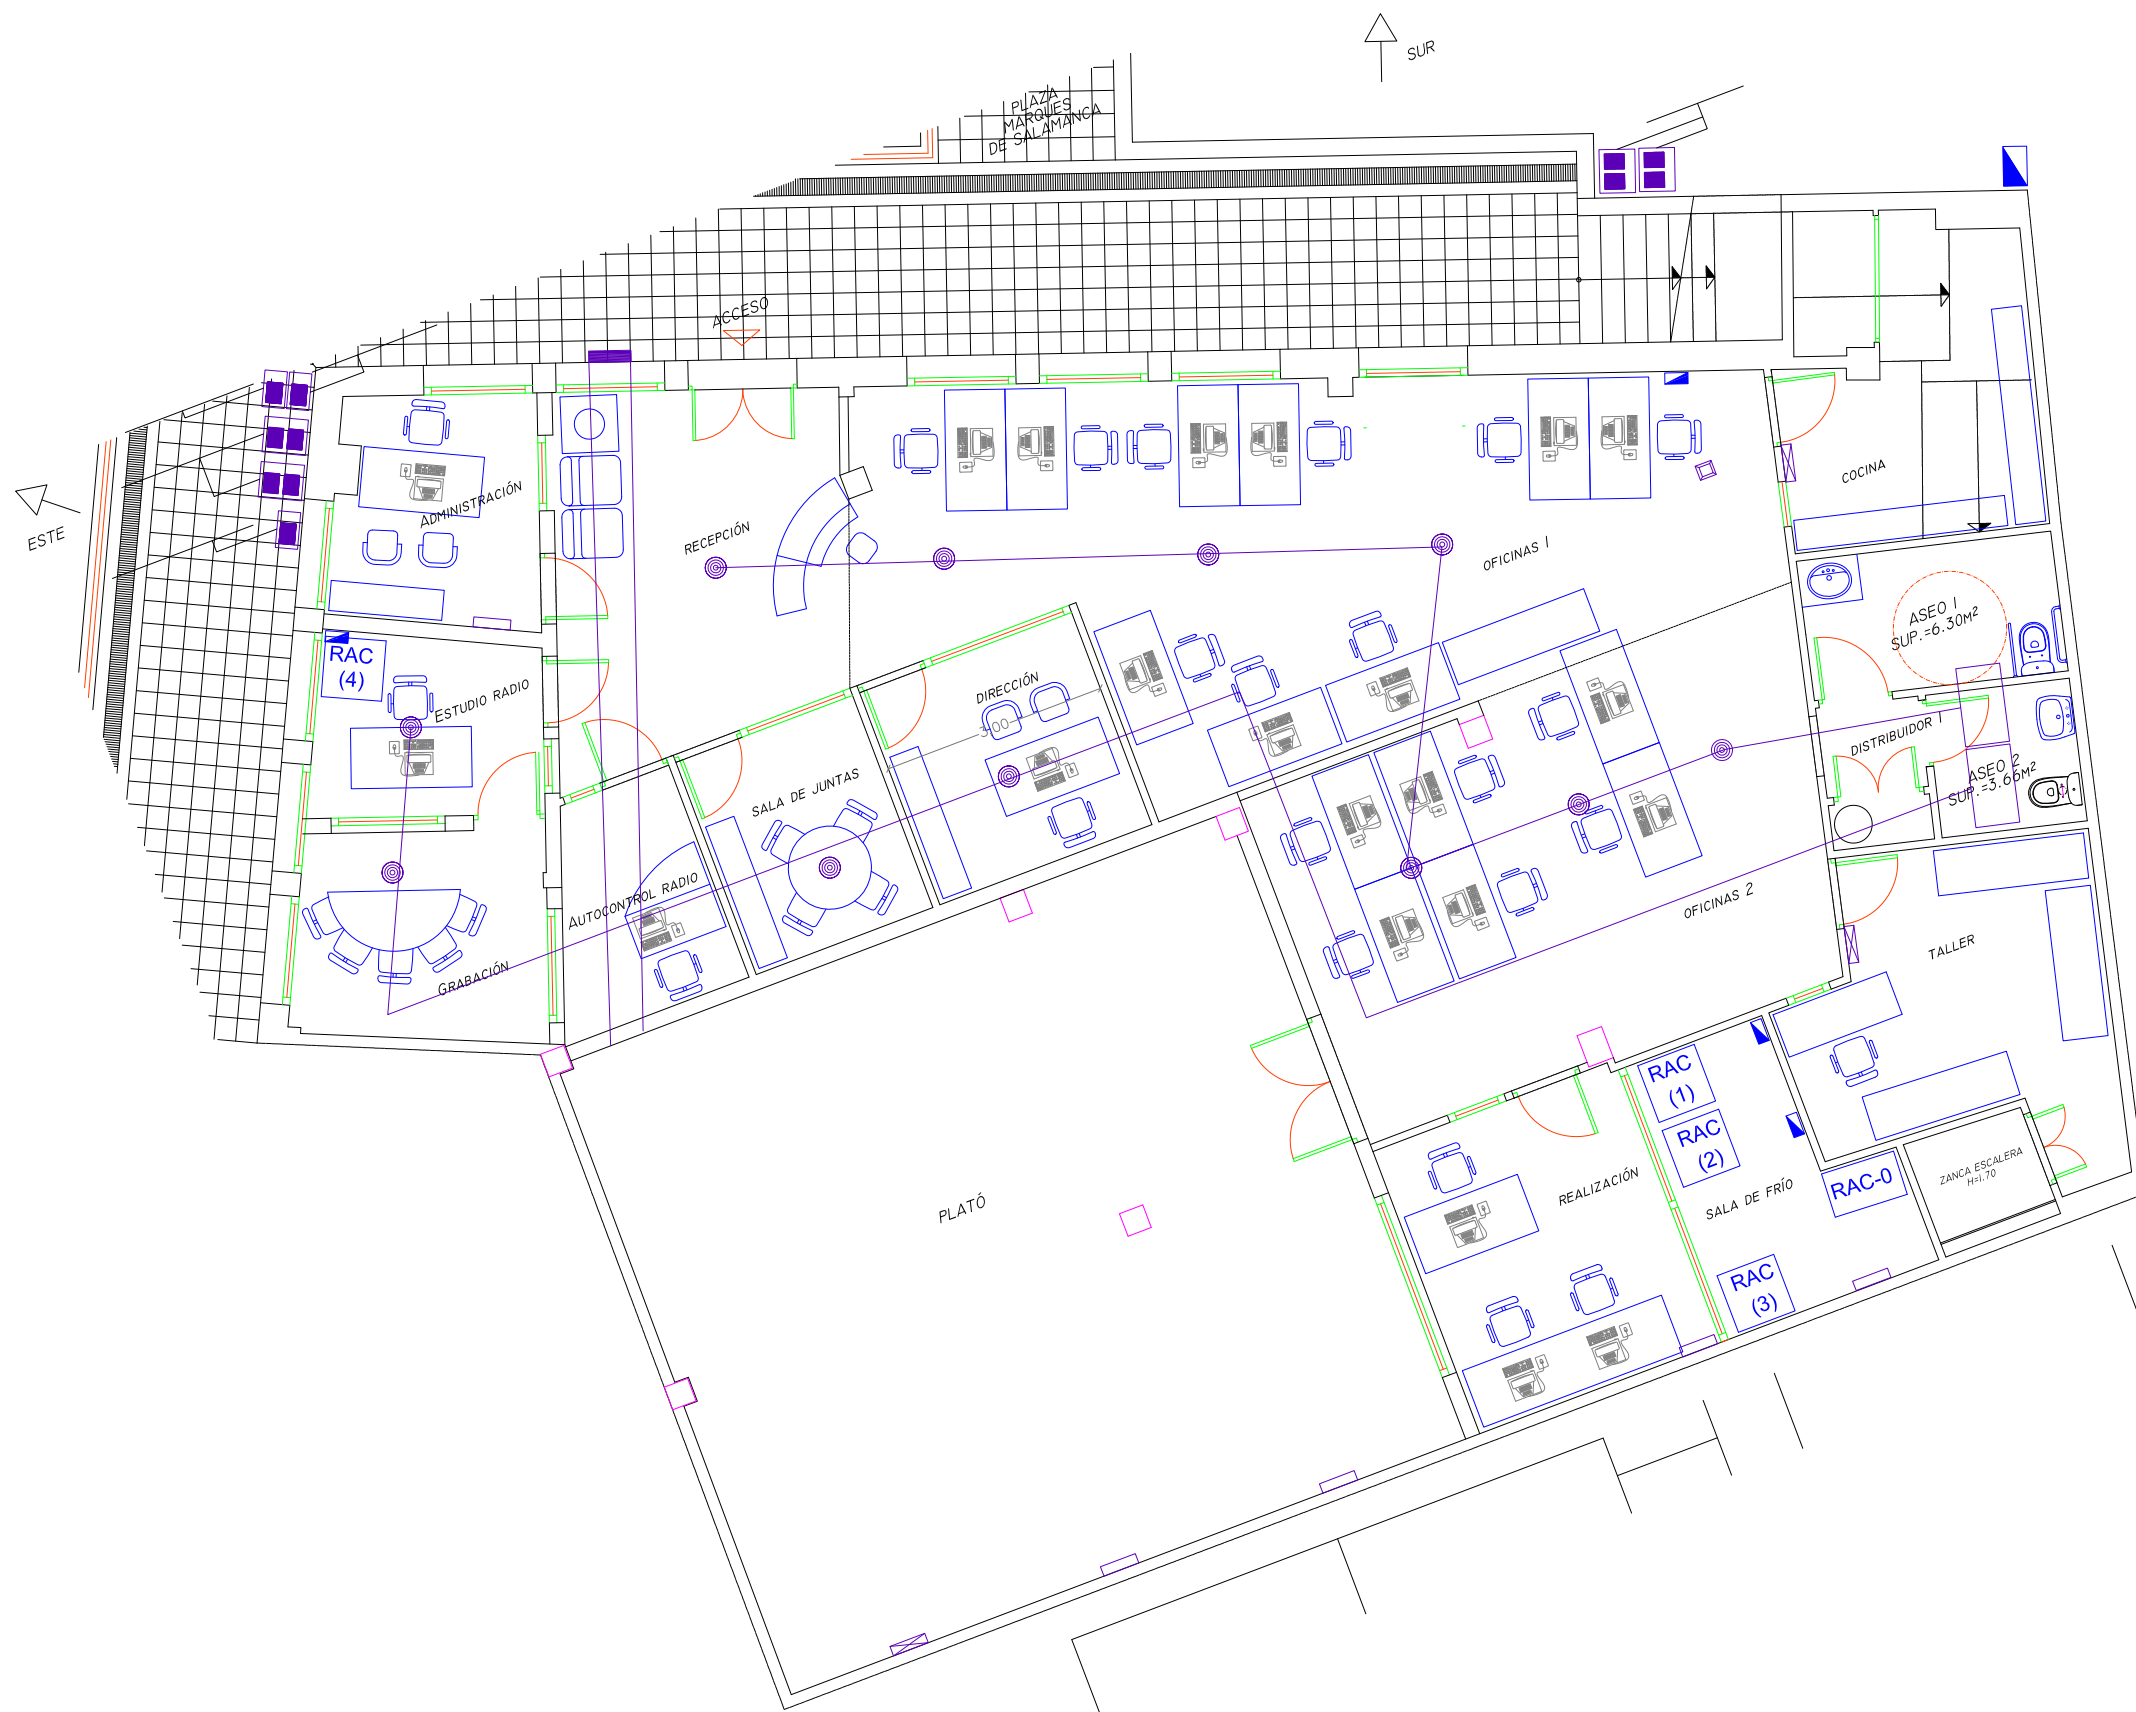 SUR
PLAZA
MARQUES
DE SALAMANCA
ACCESO
ESTE
ADMINISTRACIÓN
RECEPCIÓN
OFICINAS 1
COCINA
ASEO 1
SUP.=6.30M²
RAC
(4)
ESTUDIO RADIO
DIRECCIÓN
3,00
DISTRIBUIDOR 1
ASEO 2
SUP.=3.66M²
SALA DE JUNTAS
AUTOCONTROL RADIO
OFICINAS 2
TALLER
GRABACIÓN
RAC
(1)
RAC
(2)
REALIZACIÓN
SALA DE FRÍO
RAC-0
ZANCA ESCALERA
H=1.70
PLATÓ
RAC
(3)